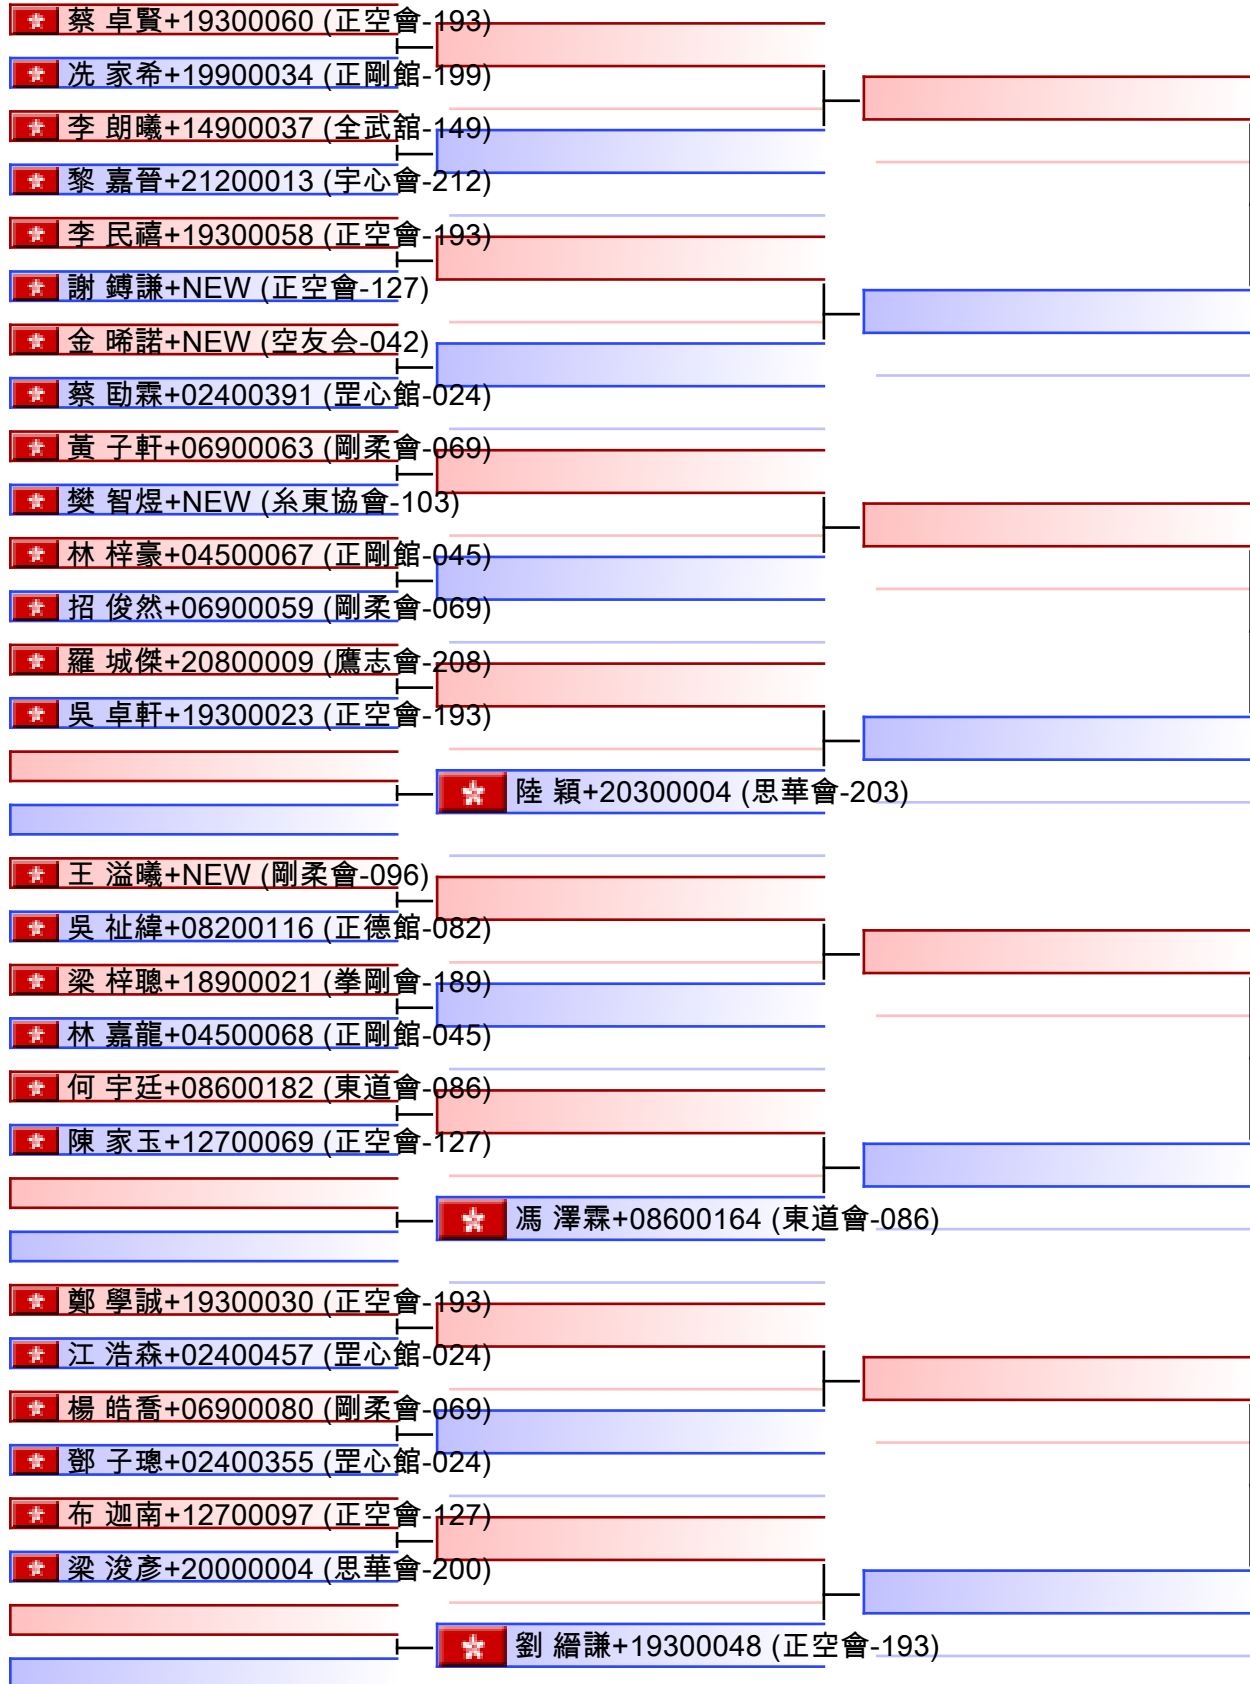 蔡 卓賢+19300060 (正空會-193)
冼 家希+19900034 (正剛館-199)
李 朗曦+14900037 (全武舘-149)
黎 嘉晉+21200013 (宇心會-212)
李 民禧+19300058 (正空會-193)
謝 鎛謙+NEW (正空會-127)
金 晞諾+NEW (空友会-042)
蔡 勆霖+02400391 (罡心館-024)
黃 子軒+06900063 (剛柔會-069)
樊 智煜+NEW (糸東協會-103)
林 梓豪+04500067 (正剛館-045)
招 俊然+06900059 (剛柔會-069)
羅 城傑+20800009 (鷹志會-208)
吳 卓軒+19300023 (正空會-193)
陸 穎+20300004 (思華會-203)
王 溢曦+NEW (剛柔會-096)
吳 祉緯+08200116 (正德館-082)
梁 梓聰+18900021 (拳剛會-189)
林 嘉龍+04500068 (正剛館-045)
何 宇廷+08600182 (東道會-086)
陳 家玉+12700069 (正空會-127)
馮 澤霖+08600164 (東道會-086)
鄭 學誠+19300030 (正空會-193)
江 浩森+02400457 (罡心館-024)
楊 皓喬+06900080 (剛柔會-069)
鄧 子璁+02400355 (罡心館-024)
布 迦南+12700097 (正空會-127)
梁 浚彥+20000004 (思華會-200)
劉 縉謙+19300048 (正空會-193)